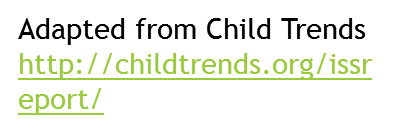 Adapted from Child Trends
http://childtrends.org/issr
eport/